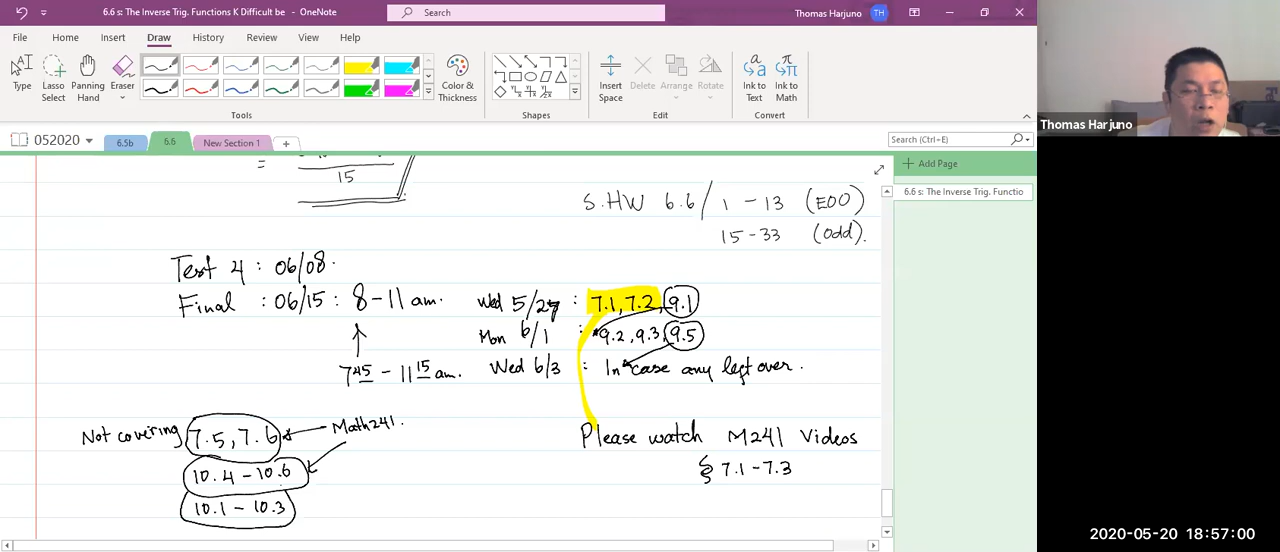 6.6 s: The Inverse Trig. Functions K Difficult be - OneNote
Search
Thomas Harjuno
TH
File Home Insert Draw History Review View Help
Type
Lasso Select
Panning Hand
Eraser
Color & Thickness
Insert Space
Delete
Arrange
Rotate
Ink to Text
Ink to Math
Tools
Shapes
Edit
Convert
052020
6.5b
6.6
New Section 1
Search (Ctrl+E)
Add Page
6.6 s: The Inverse Trig. Functio
Thomas Harjuno
=
15
S.HW 6.6/ 1 - 13 (EOO)
15 - 33 (Odd).
Test 4 : 06/08.
Final : 06/15 : 8 - 11 am.
7 45 - 11 15 am.
Wed 5/27 : 7.1, 7.2, 9.1
Mon 6/1 : 9.2, 9.3, 9.5
Wed 6/3 : In case any left over.
Not covering 7.5, 7.6
Math 241.
10.4 - 10.6
10.1 - 10.3
Please watch M241 Videos
§ 7.1 - 7.3
2020-05-20 18:57:00